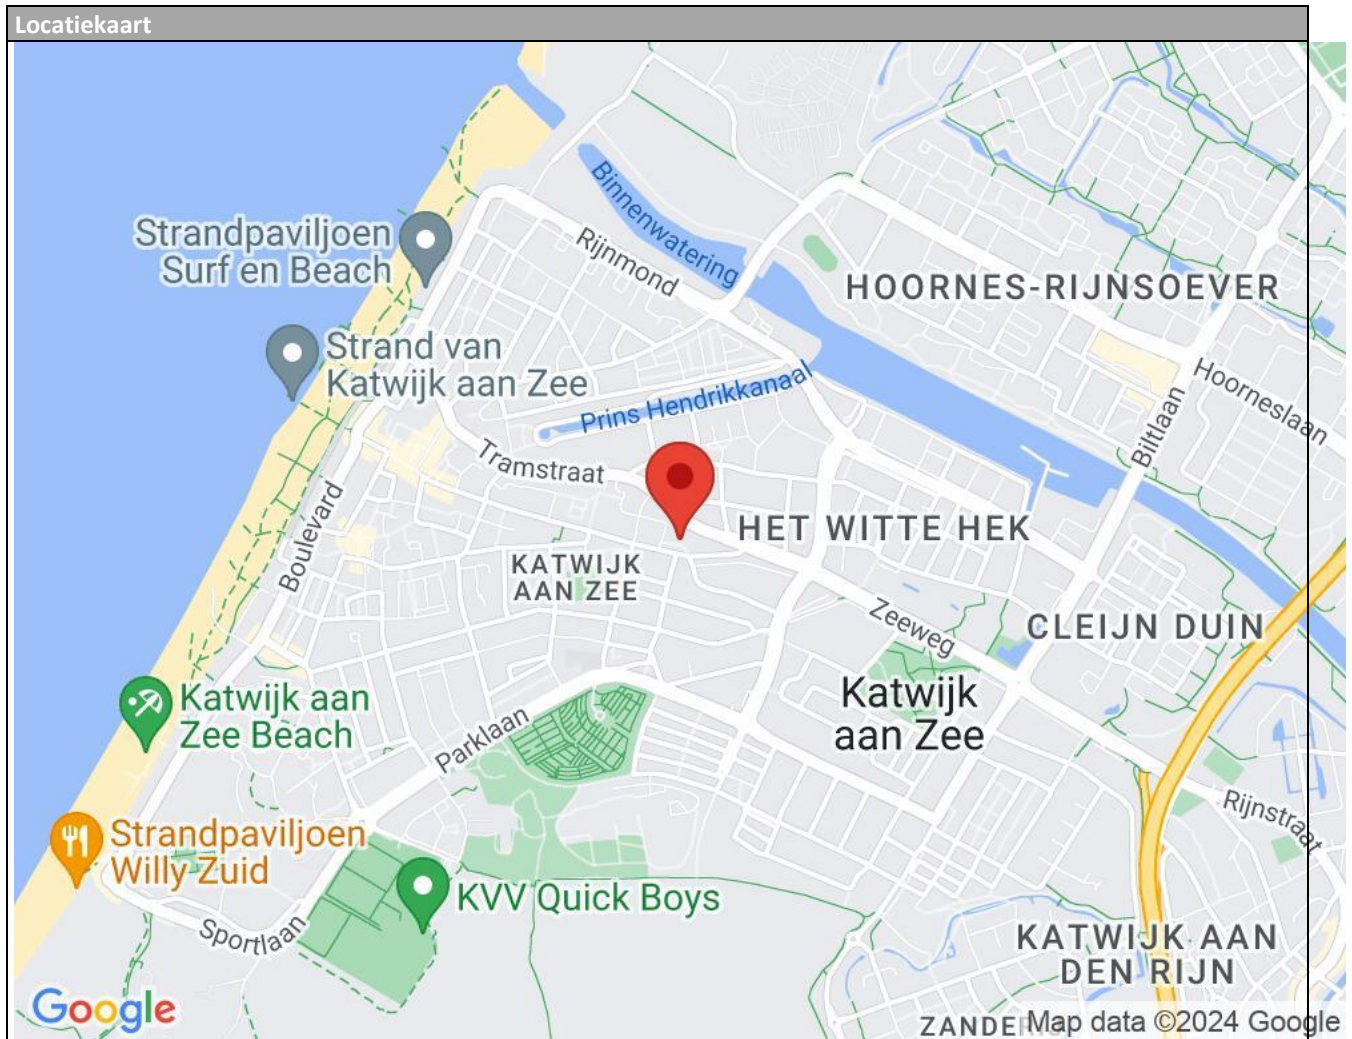 Locatiekaart
Strandpaviljoen
Surf en Beach
Rijnmond
Binnenwatering
HOORNES-RIJNSOEVER
Strand van
Katwijk aan Zee
Prins Hendrikkanaal
Hoorneslaan
Biltlaan
Tramstraat
Boulevard
HET WITTE HEK
KATWIJK
AAN ZEE
Zeeweg
CLEIJN DUIN
Katwijk
aan Zee
Katwijk aan
Zee Beach
Parklaan
Rijnstraat
Strandpaviljoen
Willy Zuid
KVV Quick Boys
Sportlaan
KATWIJK AAN
DEN RIJN
Google
Map data ©2024 Google